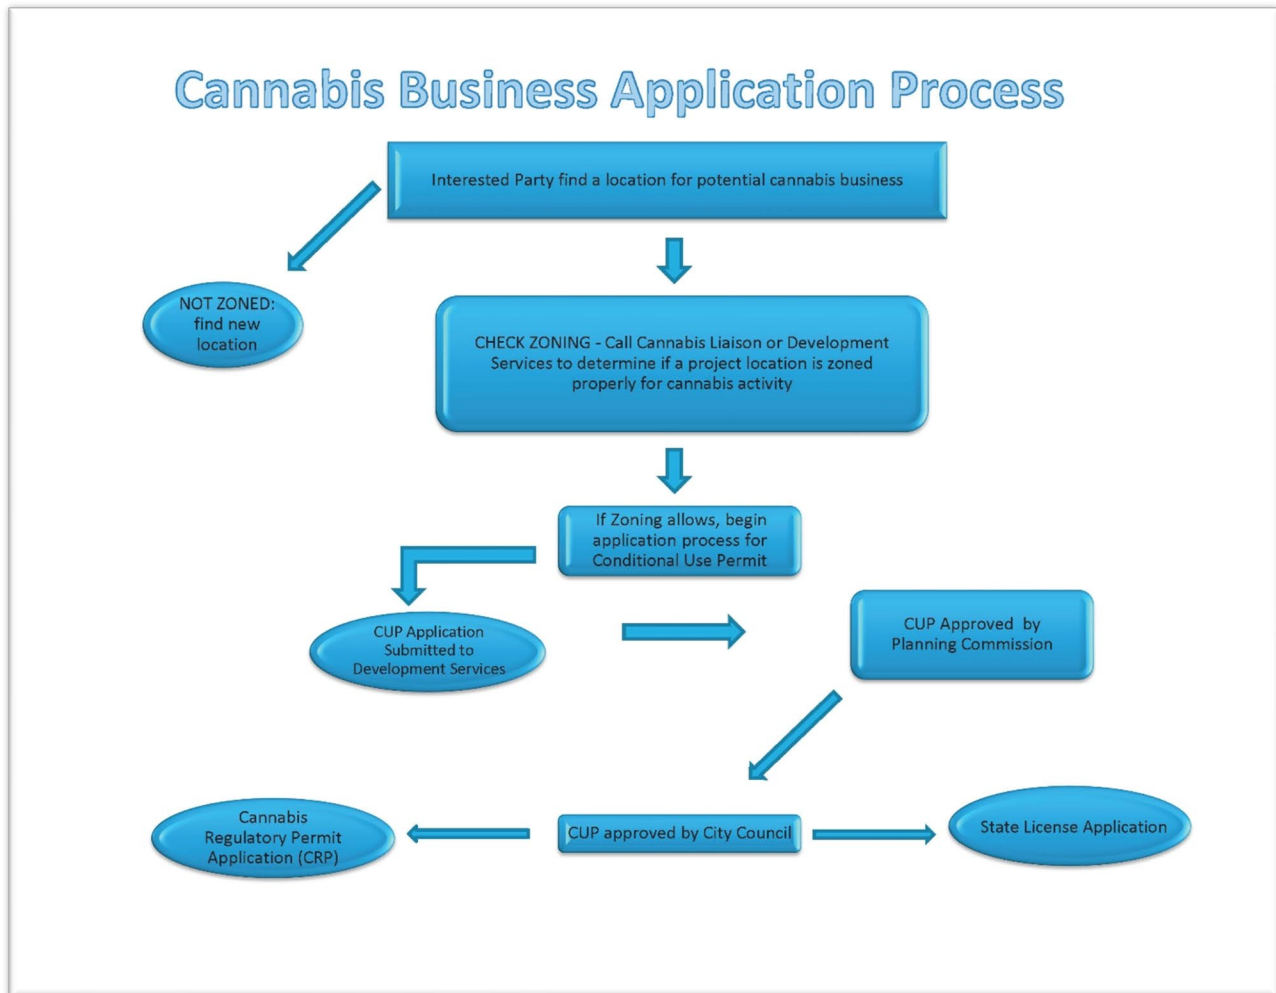 Cannabis Business Application Process
Interested Party find a location for potential cannabis business
NOT ZONED:
find new
location
CHECK ZONING - Call Cannabis Liaison or Development
Services to determine if a project location is zoned
properly for cannabis activity
If Zoning allows, begin
application process for
Conditional Use Permit
CUP Application
Submitted to
Development Services
CUP Approved by
Planning Commission
Cannabis
Regulatory Permit
Application (CRP)
CUP approved by City Council
State License Application